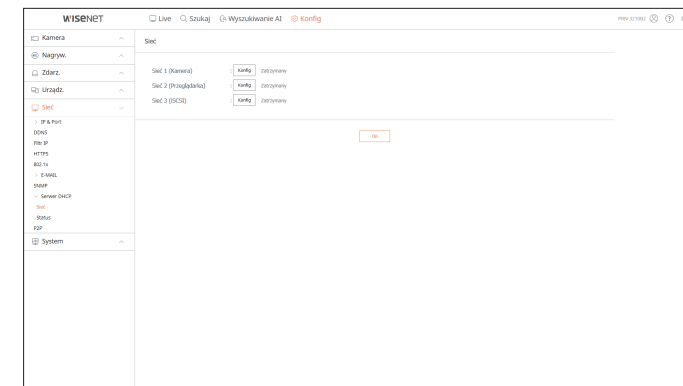 WISENET
Live Szukaj Wyszukiwanie AI Konfig
Kamera
Nagryw.
Zdarz.
Urządz.
Sieć
> IP & Port
DDNS
Filtr IP
HTTPS
802.1x
> E-MAIL
SNMP
Serwer DHCP
Sieć
Status
P2P
System
Sieć
Sieć 1 (Kamera) : Konfig Zatrzymany
Sieć 2 (Przeglądarka) : Konfig Zatrzymany
Sieć 3 (iSCSI) : Konfig Zatrzymany
OK